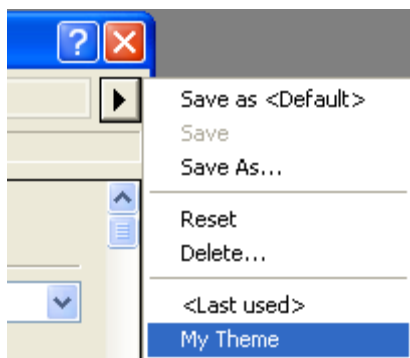 ?
Save as <Default>
Save
Save As...
Reset
Delete...
<Last used>
My Theme